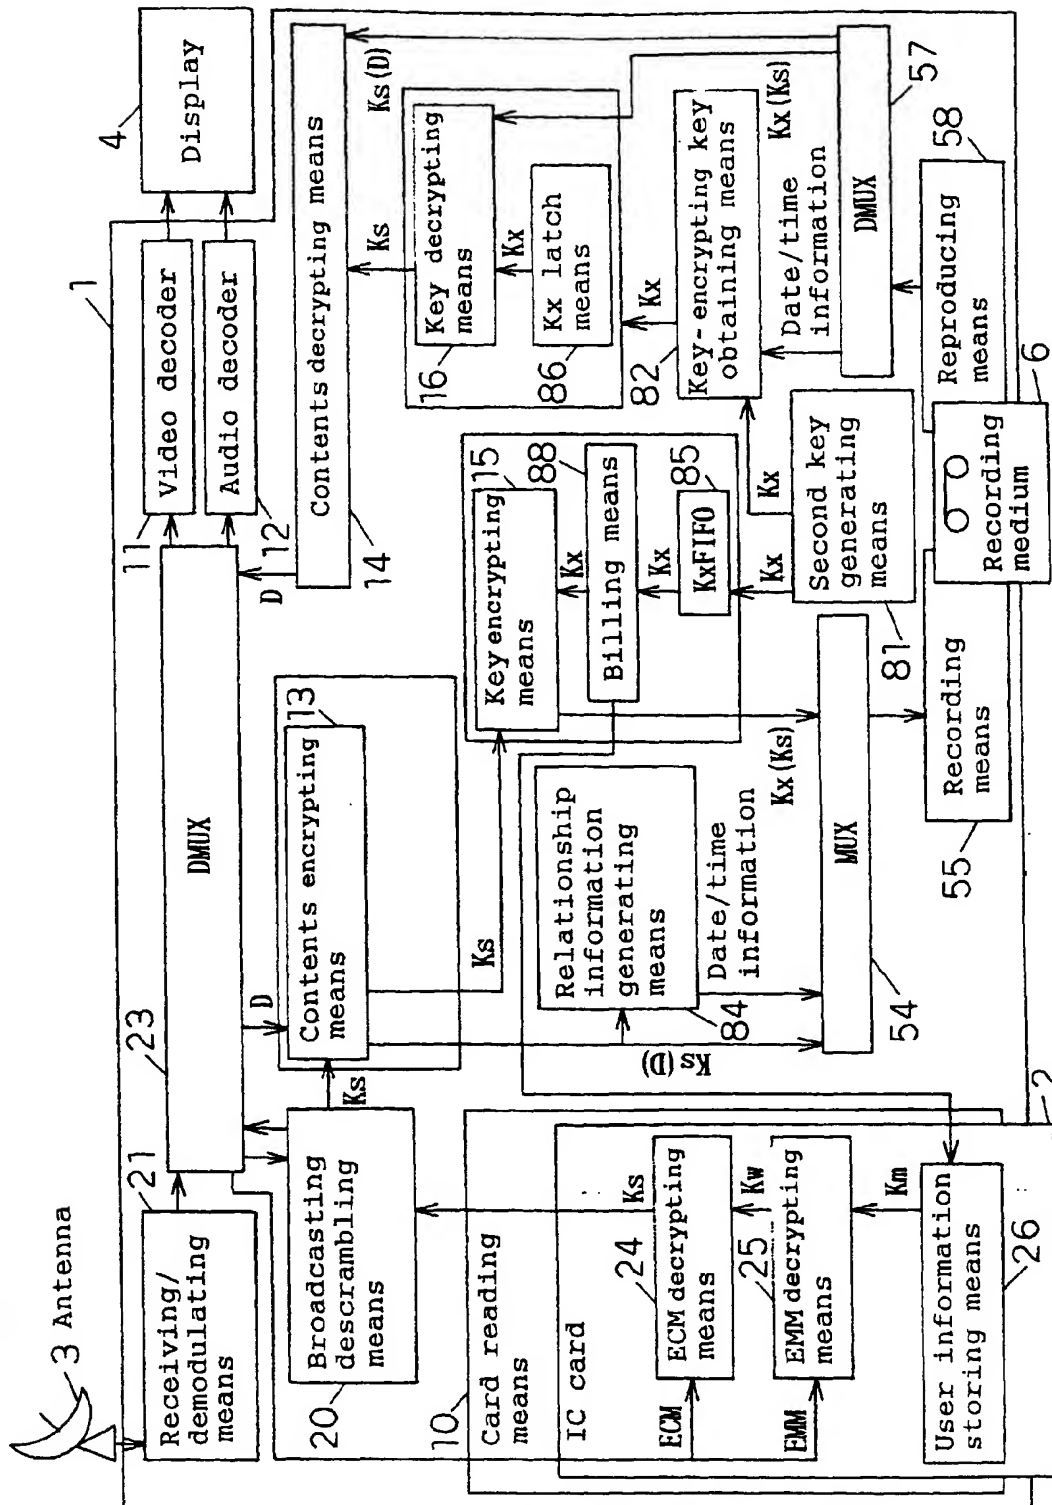 3 Antenna
Receiving/
demodulating
means
21
23
DMUX
11
Video decoder
Audio decoder
12
1
4
Display
Broadcasting
descrambling
means
20
Ks
D
Contents encrypting
means
13
D
Contents decrypting means
14
Ks
Ks(D)
Key decrypting
means
16
Kx
Kx latch
means
86
Kx
Key-encrypting key
obtaining means
82
Kx(Ks)
Date/time
information
DMUX
57
Ks
Key encrypting
means
15
Kx
Billing means
88
Kx
KxFIFO
85
Kx
Kx
Second key
generating
means
81
Relationship
information
generating
means
84
Date/time
information
Kx(Ks)
Ks(D)
MUX
54
Recording
means
55
Recording
medium
6
Reproducing
means
58
10
Card reading
means
IC card
2
Ks
24
ECM decrypting
means
ECM
Kw
25
EMM decrypting
means
EMM
Km
User information
storing means
26